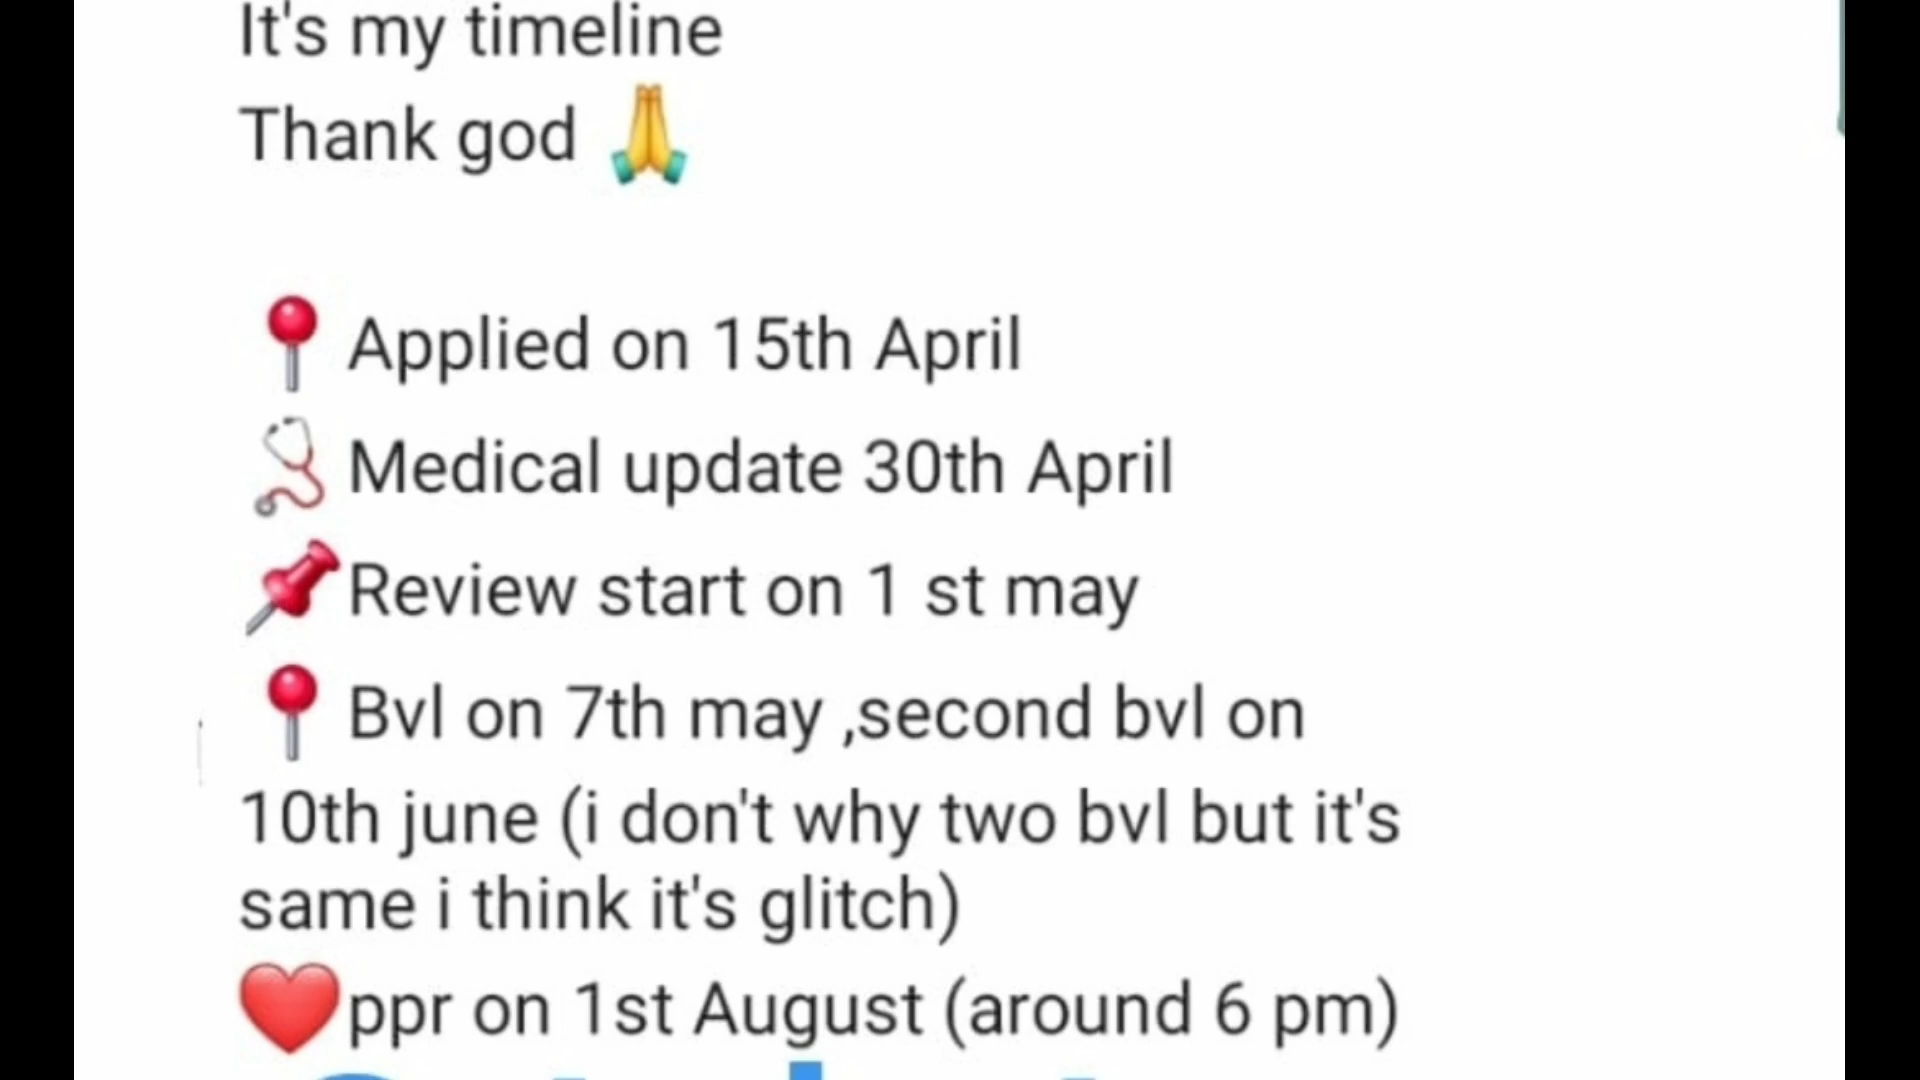 It's my timeline
Thank god 🙏
📍 Applied on 15th April
🩺 Medical update 30th April
📌 Review start on 1 st may
📍 Bvl on 7th may ,second bvl on
10th june (i don't why two bvl but it's
same i think it's glitch)
❤️ppr on 1st August (around 6 pm)